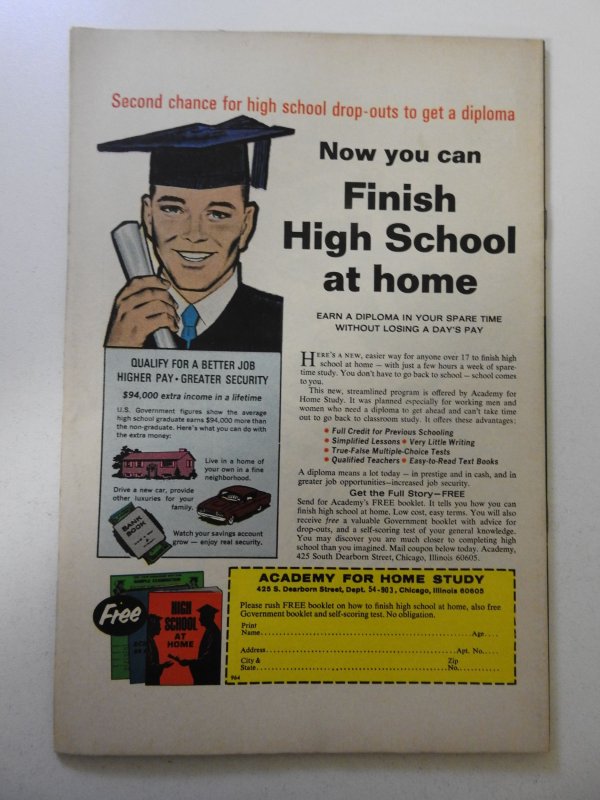 Second chance for high school drop-outs to get a diploma
Now you can
Finish
High School
at home
EARN A DIPLOMA IN YOUR SPARE TIME
WITHOUT LOSING A DAY'S PAY
QUALIFY FOR A BETTER JOB
HIGHER PAY • GREATER SECURITY
$94,000 extra income in a lifetime
U.S. Government figures show the average
high school graduate earns $94,000 more than
the non-graduate. Here's what you can do with
the extra money:
Live in a home of
your own in a fine
neighborhood.
Drive a new car, provide
other luxuries for your
family.
BANK
BOOK
Watch your savings account
grow — enjoy real security.
HERE'S A NEW, easier way for anyone over 17 to finish high
school at home — with just a few hours a week of spare-
time study. You don't have to go back to school — school comes
to you.
This new, streamlined program is offered by Academy for
Home Study. It was planned especially for working men and
women who need a diploma to get ahead and can't take time
out to go back to classroom study. It offers these advantages:
• Full Credit for Previous Schooling
• Simplified Lessons • Very Little Writing
• True-False Multiple-Choice Tests
• Qualified Teachers • Easy-to-Read Text Books
A diploma means a lot today — in prestige and in cash, and in
greater job opportunities—increased job security.
Get the Full Story—FREE
Send for Academy's FREE booklet. It tells you how you can
finish high school at home. Low cost, easy terms. You will also
receive free a valuable Government booklet with advice for
drop-outs, and a self-scoring test of your general knowledge.
You may discover you are much closer to completing high
school than you imagined. Mail coupon below today. Academy,
425 South Dearborn Street, Chicago, Illinois 60605.
Free
SAMPLE EXAMINATION
HIGH
SCHOOL
AT
HOME
ACADEMY FOR HOME STUDY
425 S. Dearborn Street, Dept. 54-903, Chicago, Illinois 60605
Please rush FREE booklet on how to finish high school at home, also free
Government booklet and self-scoring test. No obligation.
Print
Name Age
Address Apt. No.
City & Zip
State No.
964